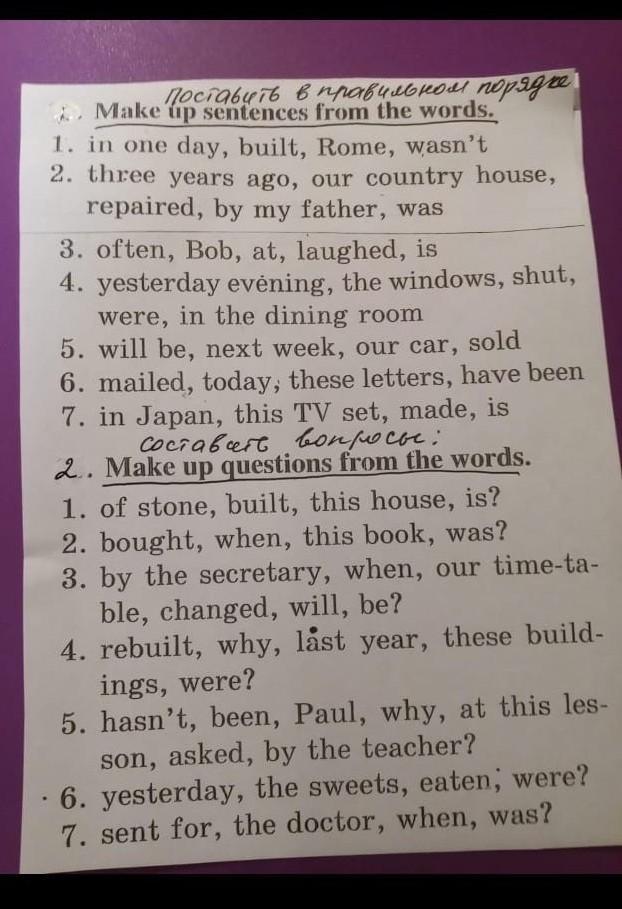 поставить в правильном порядке
1. Make up sentences from the words.
1. in one day, built, Rome, wasn't
2. three years ago, our country house,
repaired, by my father, was
3. often, Bob, at, laughed, is
4. yesterday evening, the windows, shut,
were, in the dining room
5. will be, next week, our car, sold
6. mailed, today, these letters, have been
7. in Japan, this TV set, made, is
составьте вопросы:
2. Make up questions from the words.
1. of stone, built, this house, is?
2. bought, when, this book, was?
3. by the secretary, when, our time-ta-
ble, changed, will, be?
4. rebuilt, why, last year, these build-
ings, were?
5. hasn't, been, Paul, why, at this les-
son, asked, by the teacher?
6. yesterday, the sweets, eaten, were?
7. sent for, the doctor, when, was?